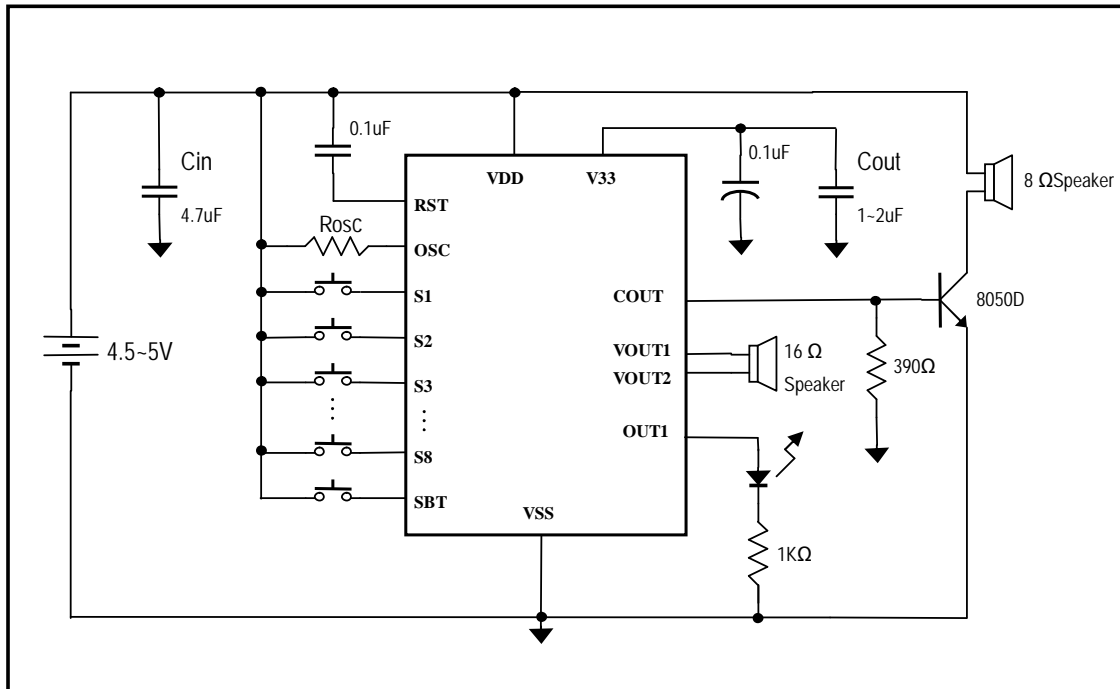 0.1uF
Cin
4.7uF
VDD
V33
0.1uF
Cout
1~2uF
8 ΩSpeaker
RST
Rosc
OSC
S1
COUT
8050D
S2
VOUT1
16 Ω
4.5~5V
VOUT2
390Ω
S3
Speaker
⋮
⋮
OUT1
S8
SBT
VSS
1KΩ